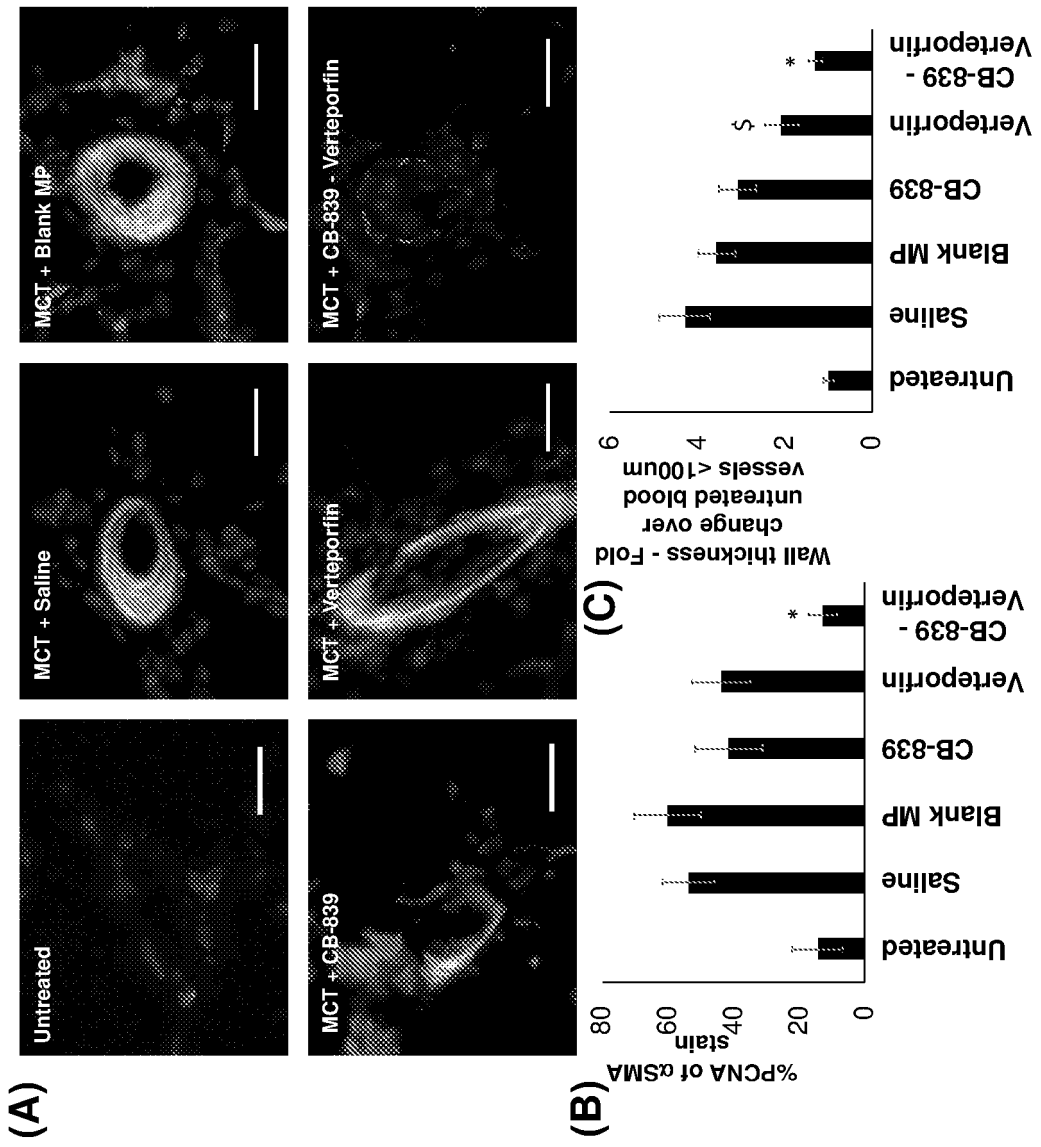 (A)
Untreated
MCT + Saline
MCT + Blank MP
MCT + CB-839
MCT + Verteporfin
MCT + CB-839 - Verteporfin
(B)
%PCNA of αSMA
stain
80
60
40
20
0
Untreated
Saline
Blank MP
CB-839
Verteporfin
CB-839 -
Verteporfin
*
(C)
Wall thickness - Fold
change over
untreated blood
vessels <100um
6
4
2
0
Untreated
Saline
Blank MP
CB-839
Verteporfin
CB-839 -
Verteporfin
$
*